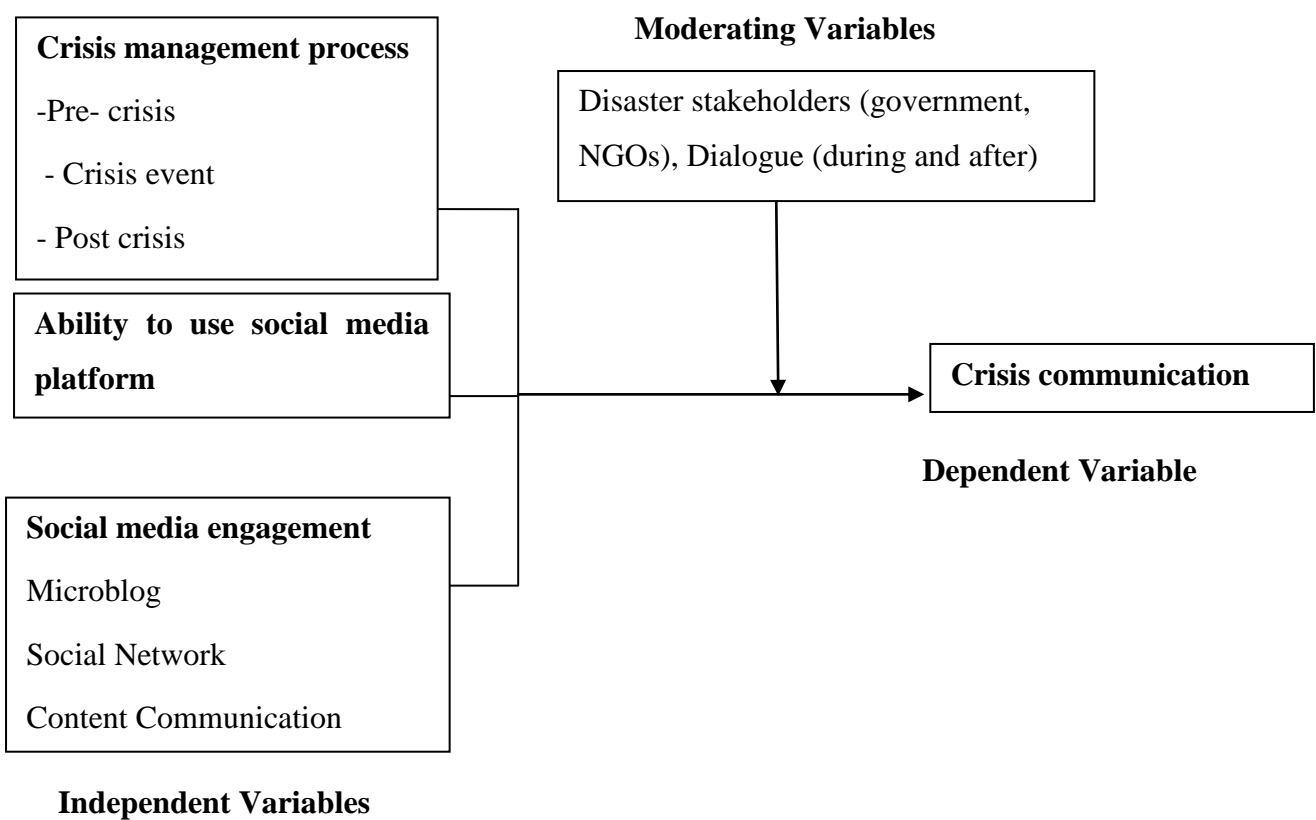 Crisis management process
-Pre- crisis
- Crisis event
- Post crisis
Ability to use social media
platform
Social media engagement
Microblog
Social Network
Content Communication
Independent Variables
Moderating Variables
Disaster stakeholders (government,
NGOs), Dialogue (during and after)
Crisis communication
Dependent Variable